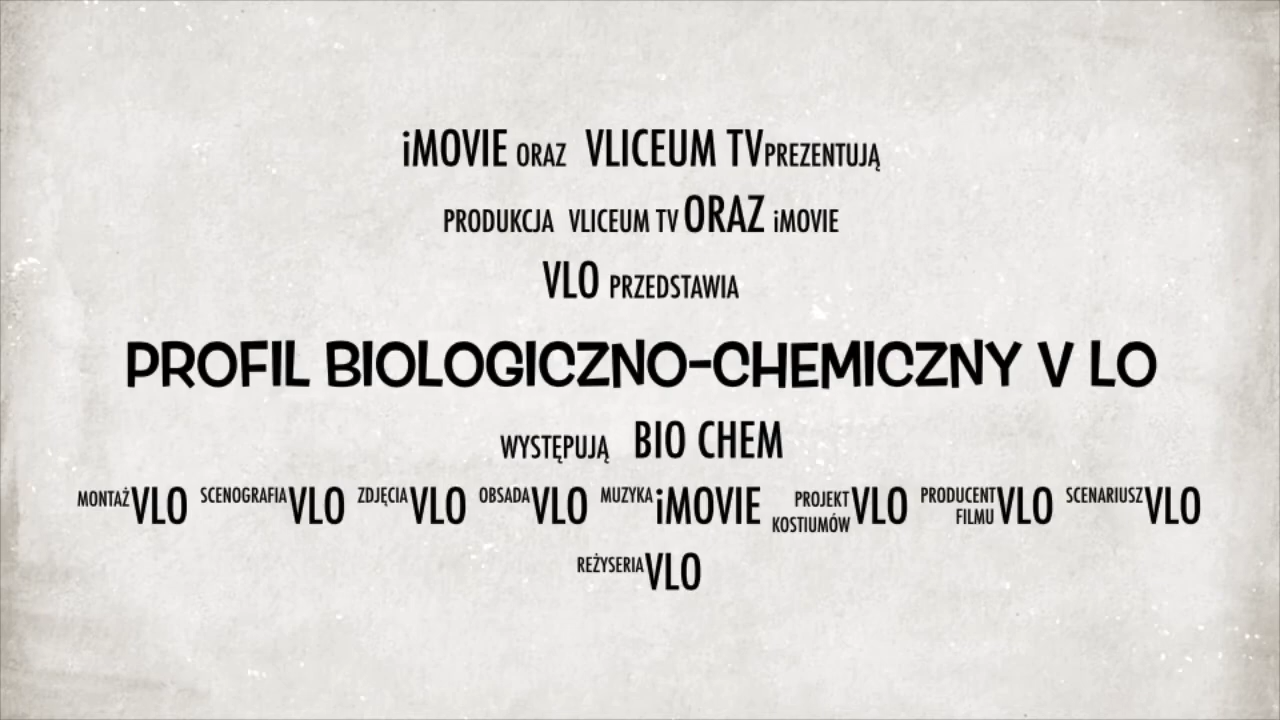 iMOVIE ORAZ VLICEUM TV PREZENTUJĄ
PRODUKCJA VLICEUM TV ORAZ iMOVIE
VLO PRZEDSTAWIA
PROFIL BIOLOGICZNO-CHEMICZNY V LO
WYSTĘPUJĄ BIO CHEM
MONTAŻ VLO SCENOGRAFIA VLO ZDJĘCIA VLO OBSADA VLO MUZYKA iMOVIE PROJEKT KOSTIUMÓW VLO PRODUCENT FILMU VLO SCENARIUSZ VLO
REŻYSERIA VLO